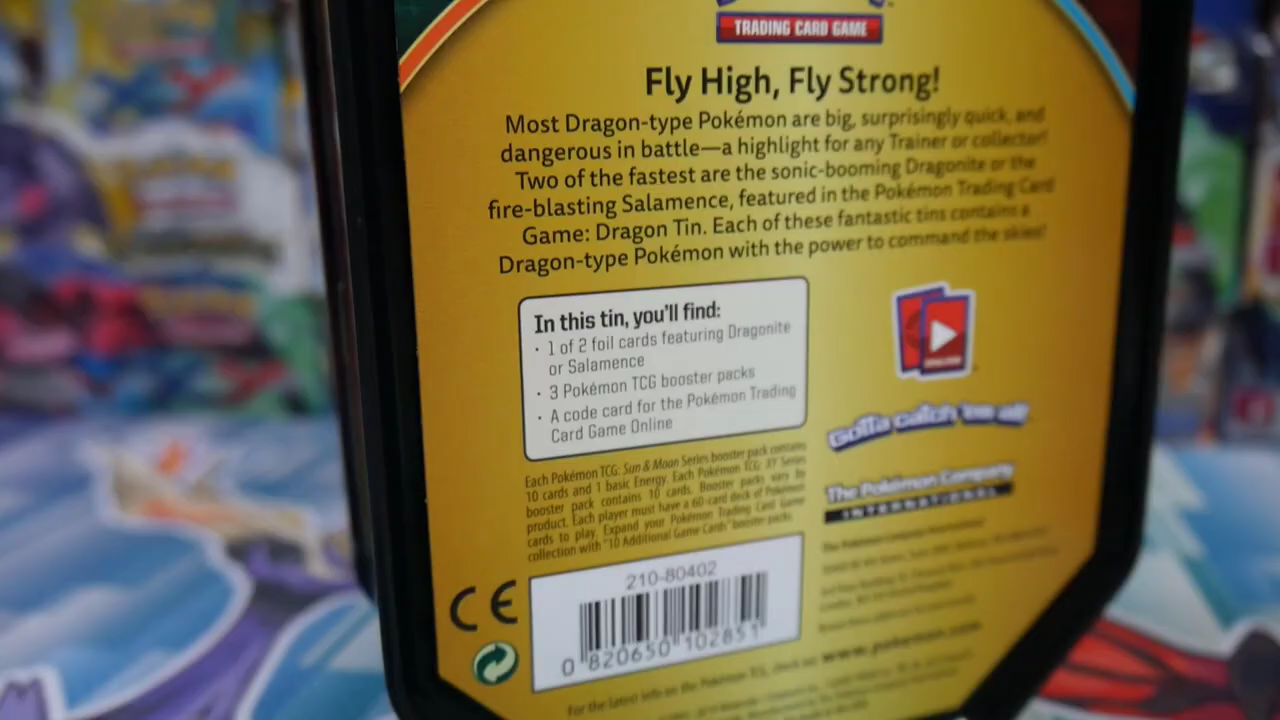 TRADING CARD GAME
Fly High, Fly Strong!
Most Dragon-type Pokémon are big, surprisingly quick, and
dangerous in battle—a highlight for any Trainer or collector!
Two of the fastest are the sonic-booming Dragonite or the
fire-blasting Salamence, featured in the Pokémon Trading Card
Game: Dragon Tin. Each of these fantastic tins contains a
Dragon-type Pokémon with the power to command the skies!
In this tin, you'll find:
· 1 of 2 foil cards featuring Dragonite
or Salamence
· 3 Pokémon TCG booster packs
· A code card for the Pokémon Trading
Card Game Online
Each Pokémon TCG: Sun & Moon Series booster pack contains
10 cards and 1 basic Energy. Each Pokémon TCG: XY Series
booster pack contains 10 cards. Booster packs vary by
product. Each player must have a 60-card deck of Pokémon
cards to play. Expand your Pokémon Trading Card Game
collection with "10 Additional Game Cards" booster packs.
Gotta catch 'em all!
The Pokémon Company
INTERNATIONAL
CE
210-80402
0 820650 102851
For the latest info on the Pokémon TCG, check out www.pokemon.com